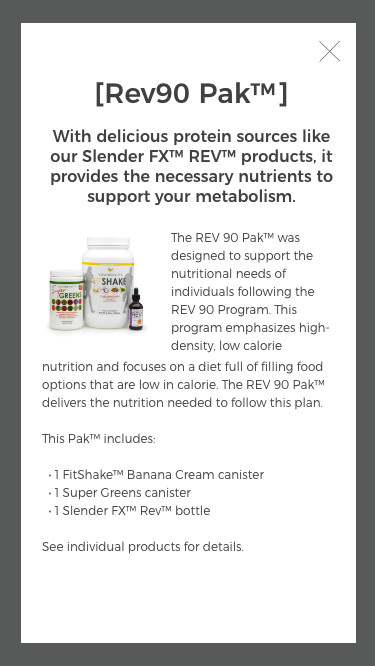 [Rev90 Pak™]
With delicious protein sources like
our Slender FX™ REV™ products, it
provides the necessary nutrients to
support your metabolism.
The REV 90 Pak™ was
designed to support the
nutritional needs of
individuals following the
REV 90 Program. This
program emphasizes high-
density, low calorie
SHAKE
Super
GREENS
REV
nutrition and focuses on a diet full of filling food
options that are low in calorie. The REV 90 Pak™
delivers the nutrition needed to follow this plan.
This Pak™ includes:
• 1 FitShake™ Banana Cream canister
• 1 Super Greens canister
• 1 Slender FX™ Rev™ bottle
See individual products for details.